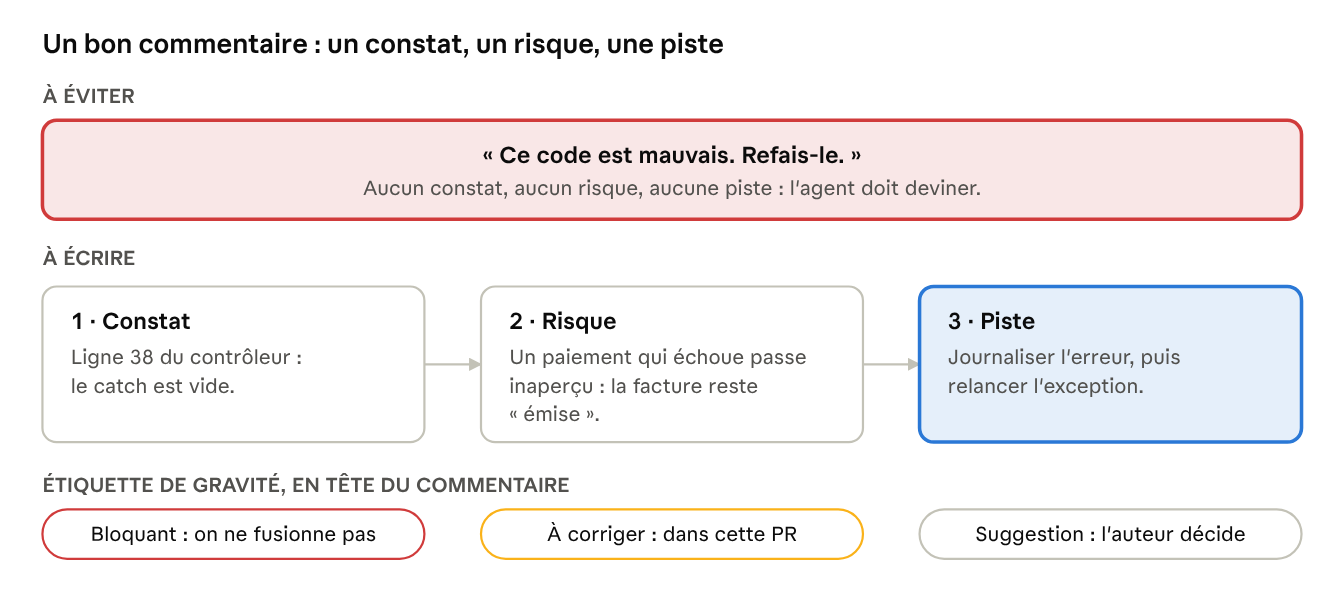 Un bon commentaire : un constat, un risque, une piste
À ÉVITER
« Ce code est mauvais. Refais-le. »
Aucun constat, aucun risque, aucune piste : l'agent doit deviner.
À ÉCRIRE
1 · Constat
Ligne 38 du contrôleur :
le catch est vide.
2 · Risque
Un paiement qui échoue passe
inaperçu : la facture reste
« émise ».
3 · Piste
Journaliser l'erreur, puis
relancer l'exception.
ÉTIQUETTE DE GRAVITÉ, EN TÊTE DU COMMENTAIRE
Bloquant : on ne fusionne pas
À corriger : dans cette PR
Suggestion : l'auteur décide